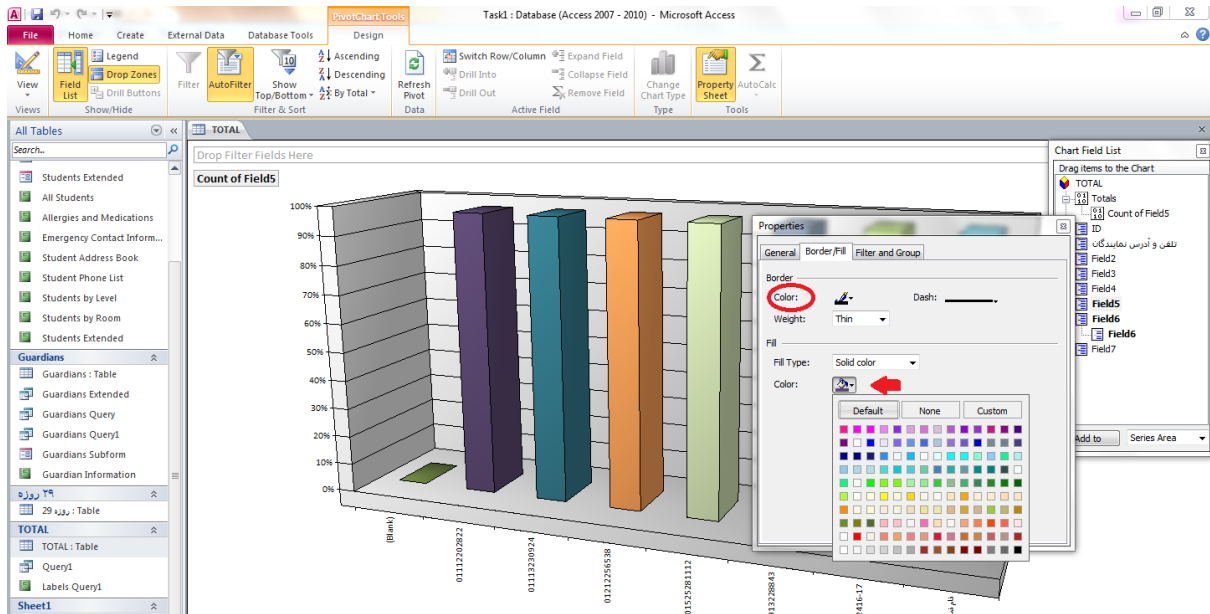 PivotChart Tools
Task1 : Database (Access 2007 - 2010) - Microsoft Access
File Home Create External Data Database Tools Design
View
Field List
Legend
Drop Zones
Drill Buttons
Filter
AutoFilter
Show Top/Bottom
Ascending
Descending
By Total
Refresh Pivot
Switch Row/Column
Drill Into
Drill Out
Expand Field
Collapse Field
Remove Field
Change Chart Type
Property Sheet
AutoCalc
Views Show/Hide Filter & Sort Data Active Field Type Tools
All Tables
Search...
Students Extended
All Students
Allergies and Medications
Emergency Contact Inform...
Student Address Book
Student Phone List
Students by Level
Students by Room
Students Extended
Guardians
Guardians : Table
Guardians Extended
Guardians Query
Guardians Query1
Guardians Subform
Guardian Information
۲۹ روزه
29 روزه : Table
TOTAL
TOTAL : Table
Query1
Labels Query1
Sheet1
TOTAL
Drop Filter Fields Here
Count of Field5
100%
90%
80%
70%
60%
50%
40%
30%
20%
10%
0%
(Blank)
01112202822
01113230924
01212256538
01525281112
013228843
2416-17
Properties
General Border/Fill Filter and Group
Border
Color:
Dash:
Weight: Thin
Fill
Fill Type: Solid color
Color:
Default None Custom
Chart Field List
Drag items to the Chart
TOTAL
Totals
Count of Field5
ID
تلفن و آدرس نمایندگان
Field2
Field3
Field4
Field5
Field6
Field6
Field7
Add to Series Area